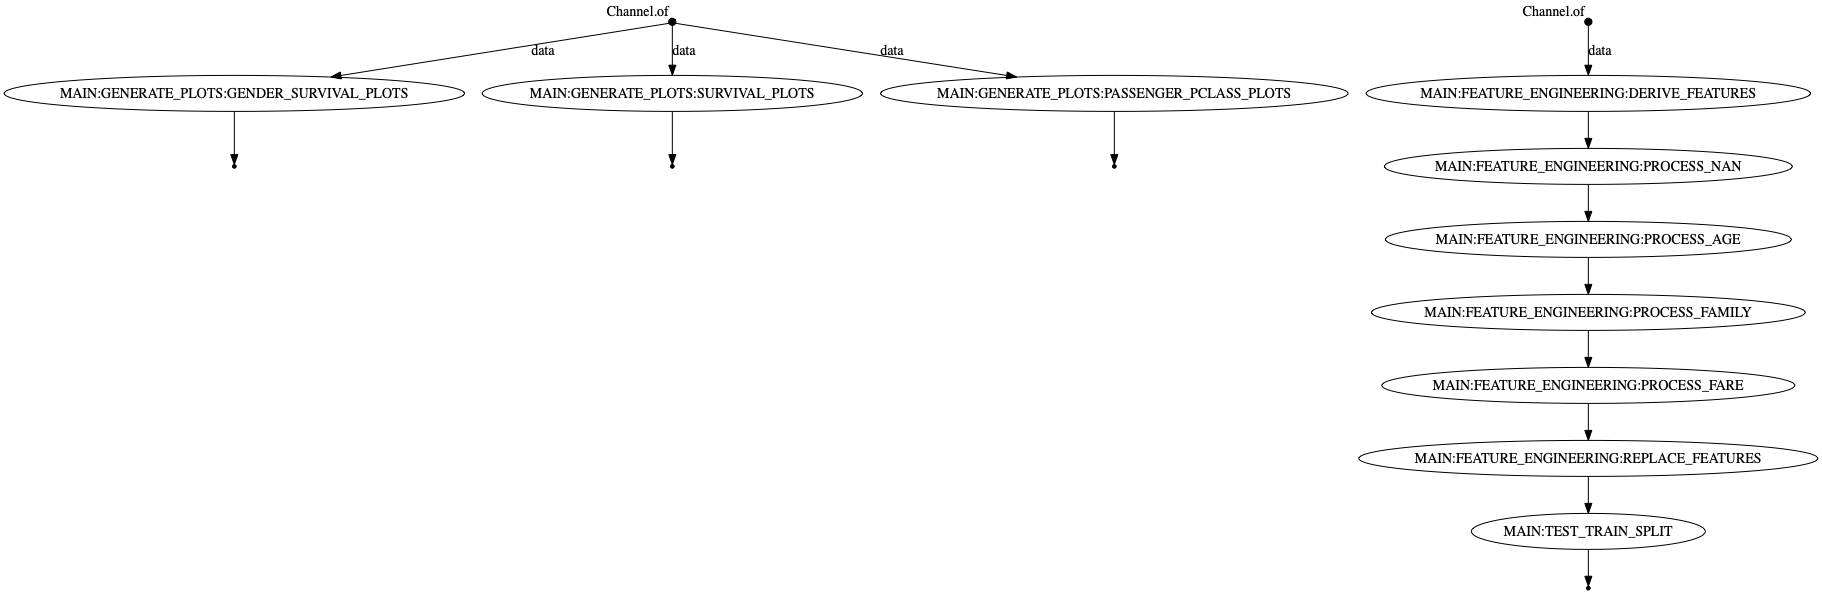 Channel.of
Channel.of
data
data
data
data
MAIN:GENERATE_PLOTS:GENDER_SURVIVAL_PLOTS
MAIN:GENERATE_PLOTS:SURVIVAL_PLOTS
MAIN:GENERATE_PLOTS:PASSENGER_PCLASS_PLOTS
MAIN:FEATURE_ENGINEERING:DERIVE_FEATURES
MAIN:FEATURE_ENGINEERING:PROCESS_NAN
MAIN:FEATURE_ENGINEERING:PROCESS_AGE
MAIN:FEATURE_ENGINEERING:PROCESS_FAMILY
MAIN:FEATURE_ENGINEERING:PROCESS_FARE
MAIN:FEATURE_ENGINEERING:REPLACE_FEATURES
MAIN:TEST_TRAIN_SPLIT